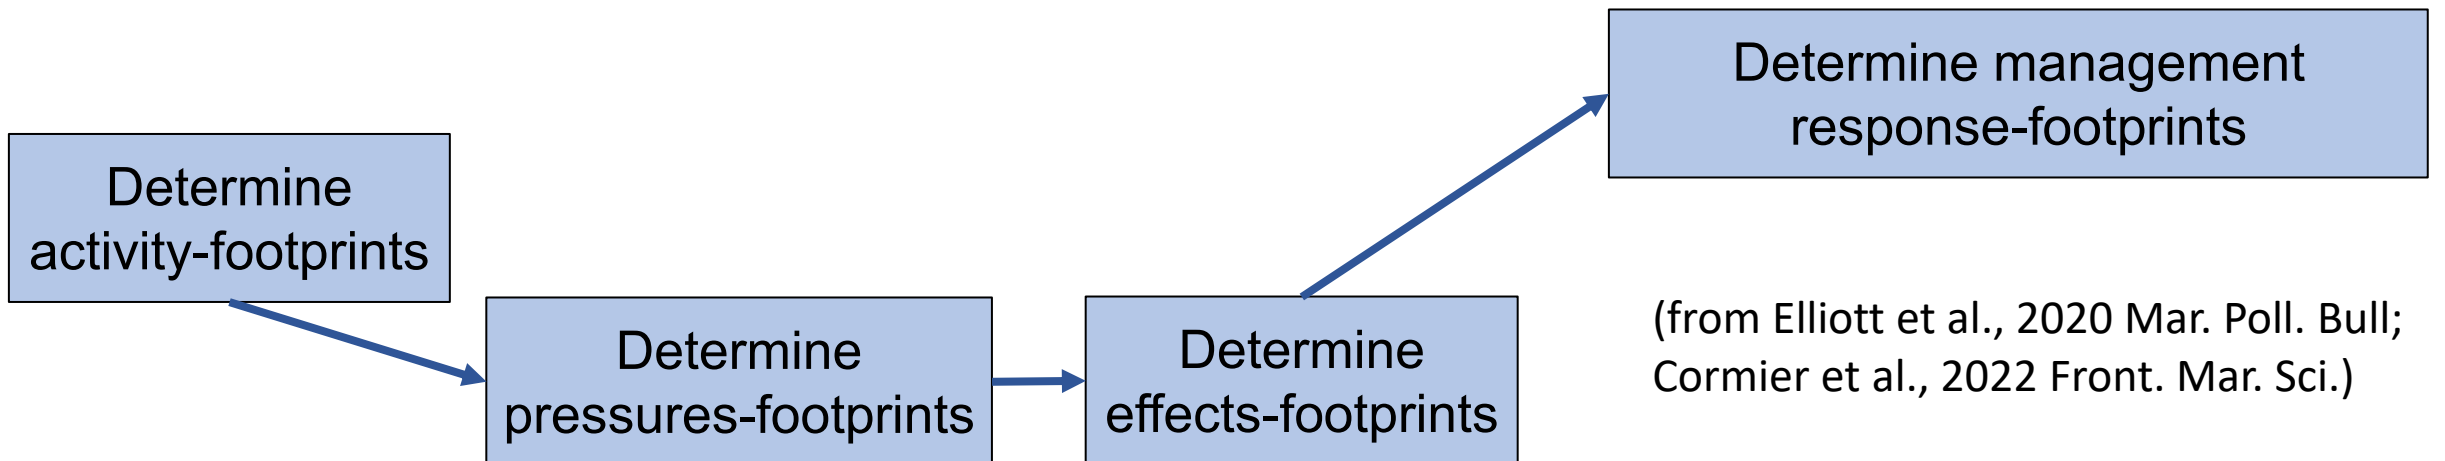 Determine
activity-footprints
Determine
pressures-footprints
Determine
effects-footprints
Determine management
response-footprints
(from Elliott et al., 2020 Mar. Poll. Bull;
Cormier et al., 2022 Front. Mar. Sci.)